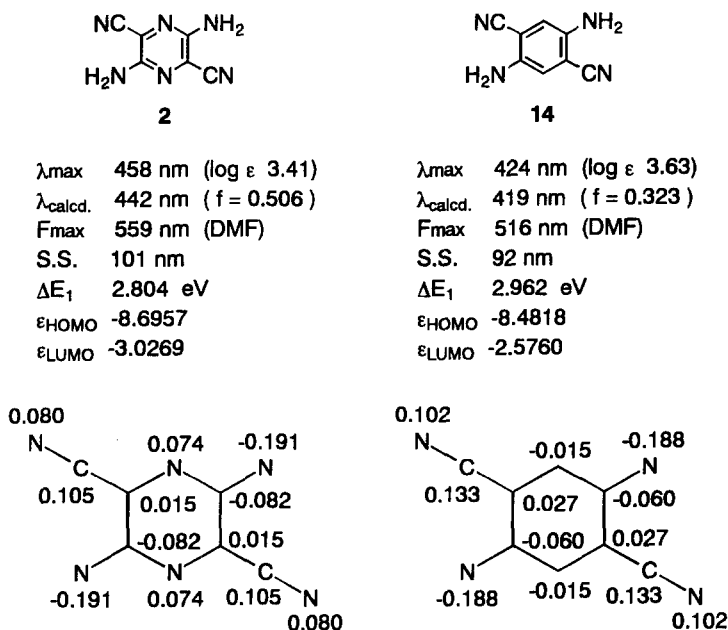 NC N NH₂
H₂N N CN
2
λmax 458 nm (log ε 3.41)
λcalcd. 442 nm ( f = 0.506 )
Fmax 559 nm (DMF)
S.S. 101 nm
ΔE₁ 2.804 eV
εHOMO -8.6957
εLUMO -3.0269
0.080
N 0.074 -0.191
C N N
0.105 0.015 -0.082
-0.082 0.015
N N C
-0.191 0.074 0.105 N
0.080
NC NH₂
H₂N CN
14
λmax 424 nm (log ε 3.63)
λcalcd. 419 nm ( f = 0.323 )
Fmax 516 nm (DMF)
S.S. 92 nm
ΔE₁ 2.962 eV
εHOMO -8.4818
εLUMO -2.5760
0.102
N -0.015 -0.188
C N
0.133 0.027 -0.060
-0.060 0.027
N C
-0.188 -0.015 0.133 N
0.102